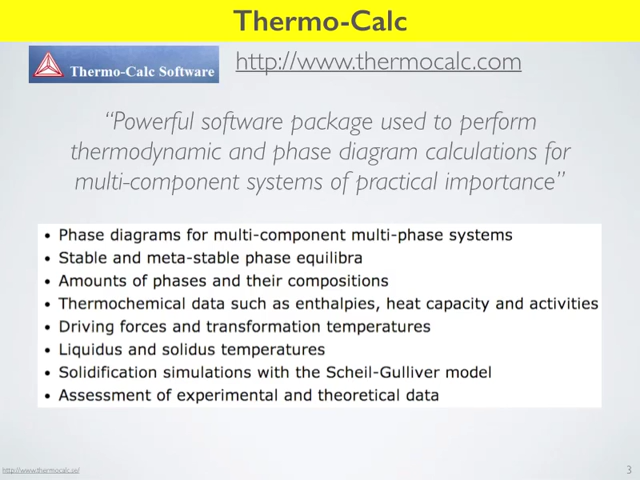 Thermo-Calc
Thermo-Calc Software
http://www.thermocalc.com
“Powerful software package used to perform
thermodynamic and phase diagram calculations for
multi-component systems of practical importance”
• Phase diagrams for multi-component multi-phase systems
• Stable and meta-stable phase equilibra
• Amounts of phases and their compositions
• Thermochemical data such as enthalpies, heat capacity and activities
• Driving forces and transformation temperatures
• Liquidus and solidus temperatures
• Solidification simulations with the Scheil-Gulliver model
• Assessment of experimental and theoretical data
http://www.thermocalc.se/
3